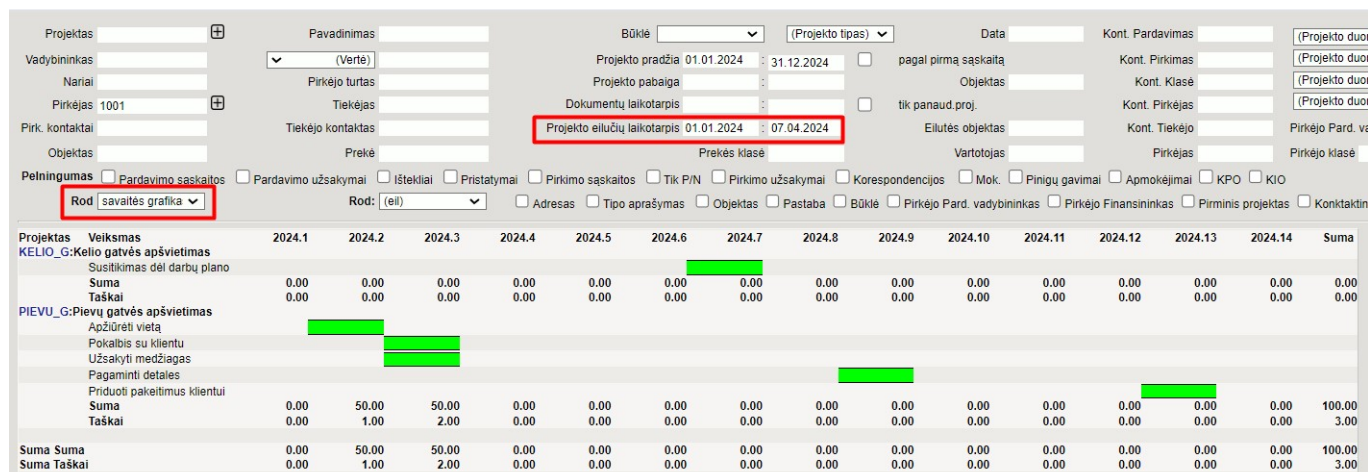 Projektas Pavadinimas Būklė (Projekto tipas) Data Kont. Pardavimas (Projekto duo
Vadybininkas (Vertė) Projekto pradžia 01.01.2024 : 31.12.2024 pagal pirmą sąskaitą Kont. Pirkimas (Projekto duo
Nariai Pirkėjo turtas Projekto pabaiga : Objektas Kont. Klasė (Projekto duo
Pirkėjas 1001 Tiekėjas Dokumentų laikotarpis : tik panaud.proj. Kont. Pirkėjas (Projekto duo
Pirk. kontaktai Tiekėjo kontaktas Projekto eilučių laikotarpis 01.01.2024 : 07.04.2024 Eilutės objektas Kont. Tiekėjo Pirkėjo Pard. va
Objektas Prekė Prekės klasė Vartotojas Pirkėjas Pirkėjo klasė
Pelningumas Pardavimo sąskaitos Pardavimo užsakymai Ištekliai Pristatymai Pirkimo sąskaitos Tik P/N Pirkimo užsakymai Korespondencijos Mok. Pinigų gavimai Apmokėjimai KPO KIO
Rod savaitės grafika Rod: (eil) Adresas Tipo aprašymas Objektas Pastaba Būklė Pirkėjo Pard. vadybininkas Pirkėjo Finansininkas Pirminis projektas Konktaktin
Projektas Veiksmas 2024.1 2024.2 2024.3 2024.4 2024.5 2024.6 2024.7 2024.8 2024.9 2024.10 2024.11 2024.12 2024.13 2024.14 Suma
KELIO_G:Kelio gatvės apšvietimas
Susitikimas dėl darbų plano
Suma 0.00 0.00 0.00 0.00 0.00 0.00 0.00 0.00 0.00 0.00 0.00 0.00 0.00 0.00 0.00
Taškai 0.00 0.00 0.00 0.00 0.00 0.00 0.00 0.00 0.00 0.00 0.00 0.00 0.00 0.00 0.00
PIEVU_G:Pievų gatvės apšvietimas
Apžiūrėti vietą
Pokalbis su klientu
Užsakyti medžiagas
Pagaminti detales
Priduoti pakeitimus klientui
Suma 0.00 50.00 50.00 0.00 0.00 0.00 0.00 0.00 0.00 0.00 0.00 0.00 0.00 0.00 100.00
Taškai 0.00 1.00 2.00 0.00 0.00 0.00 0.00 0.00 0.00 0.00 0.00 0.00 0.00 0.00 3.00
Suma Suma 0.00 50.00 50.00 0.00 0.00 0.00 0.00 0.00 0.00 0.00 0.00 0.00 0.00 0.00 100.00
Suma Taškai 0.00 1.00 2.00 0.00 0.00 0.00 0.00 0.00 0.00 0.00 0.00 0.00 0.00 0.00 3.00